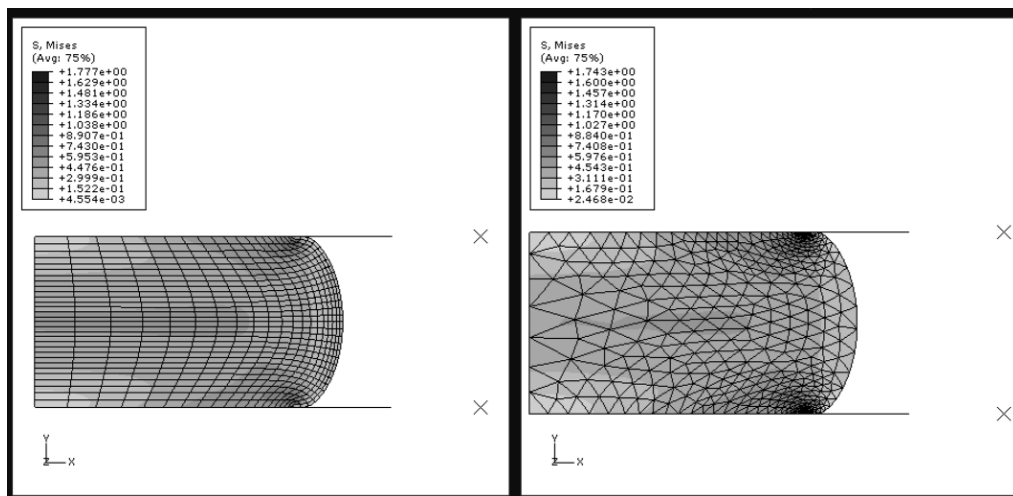 S, Mises
(Avg: 75%)
+1.777e+00
+1.629e+00
+1.481e+00
+1.334e+00
+1.186e+00
+1.038e+00
+8.907e-01
+7.430e-01
+5.953e-01
+4.476e-01
+2.999e-01
+1.522e-01
+4.554e-03
Y
Z X
S, Mises
(Avg: 75%)
+1.743e+00
+1.600e+00
+1.457e+00
+1.314e+00
+1.170e+00
+1.027e+00
+8.840e-01
+7.408e-01
+5.976e-01
+4.543e-01
+3.111e-01
+1.679e-01
+2.468e-02
Y
Z X